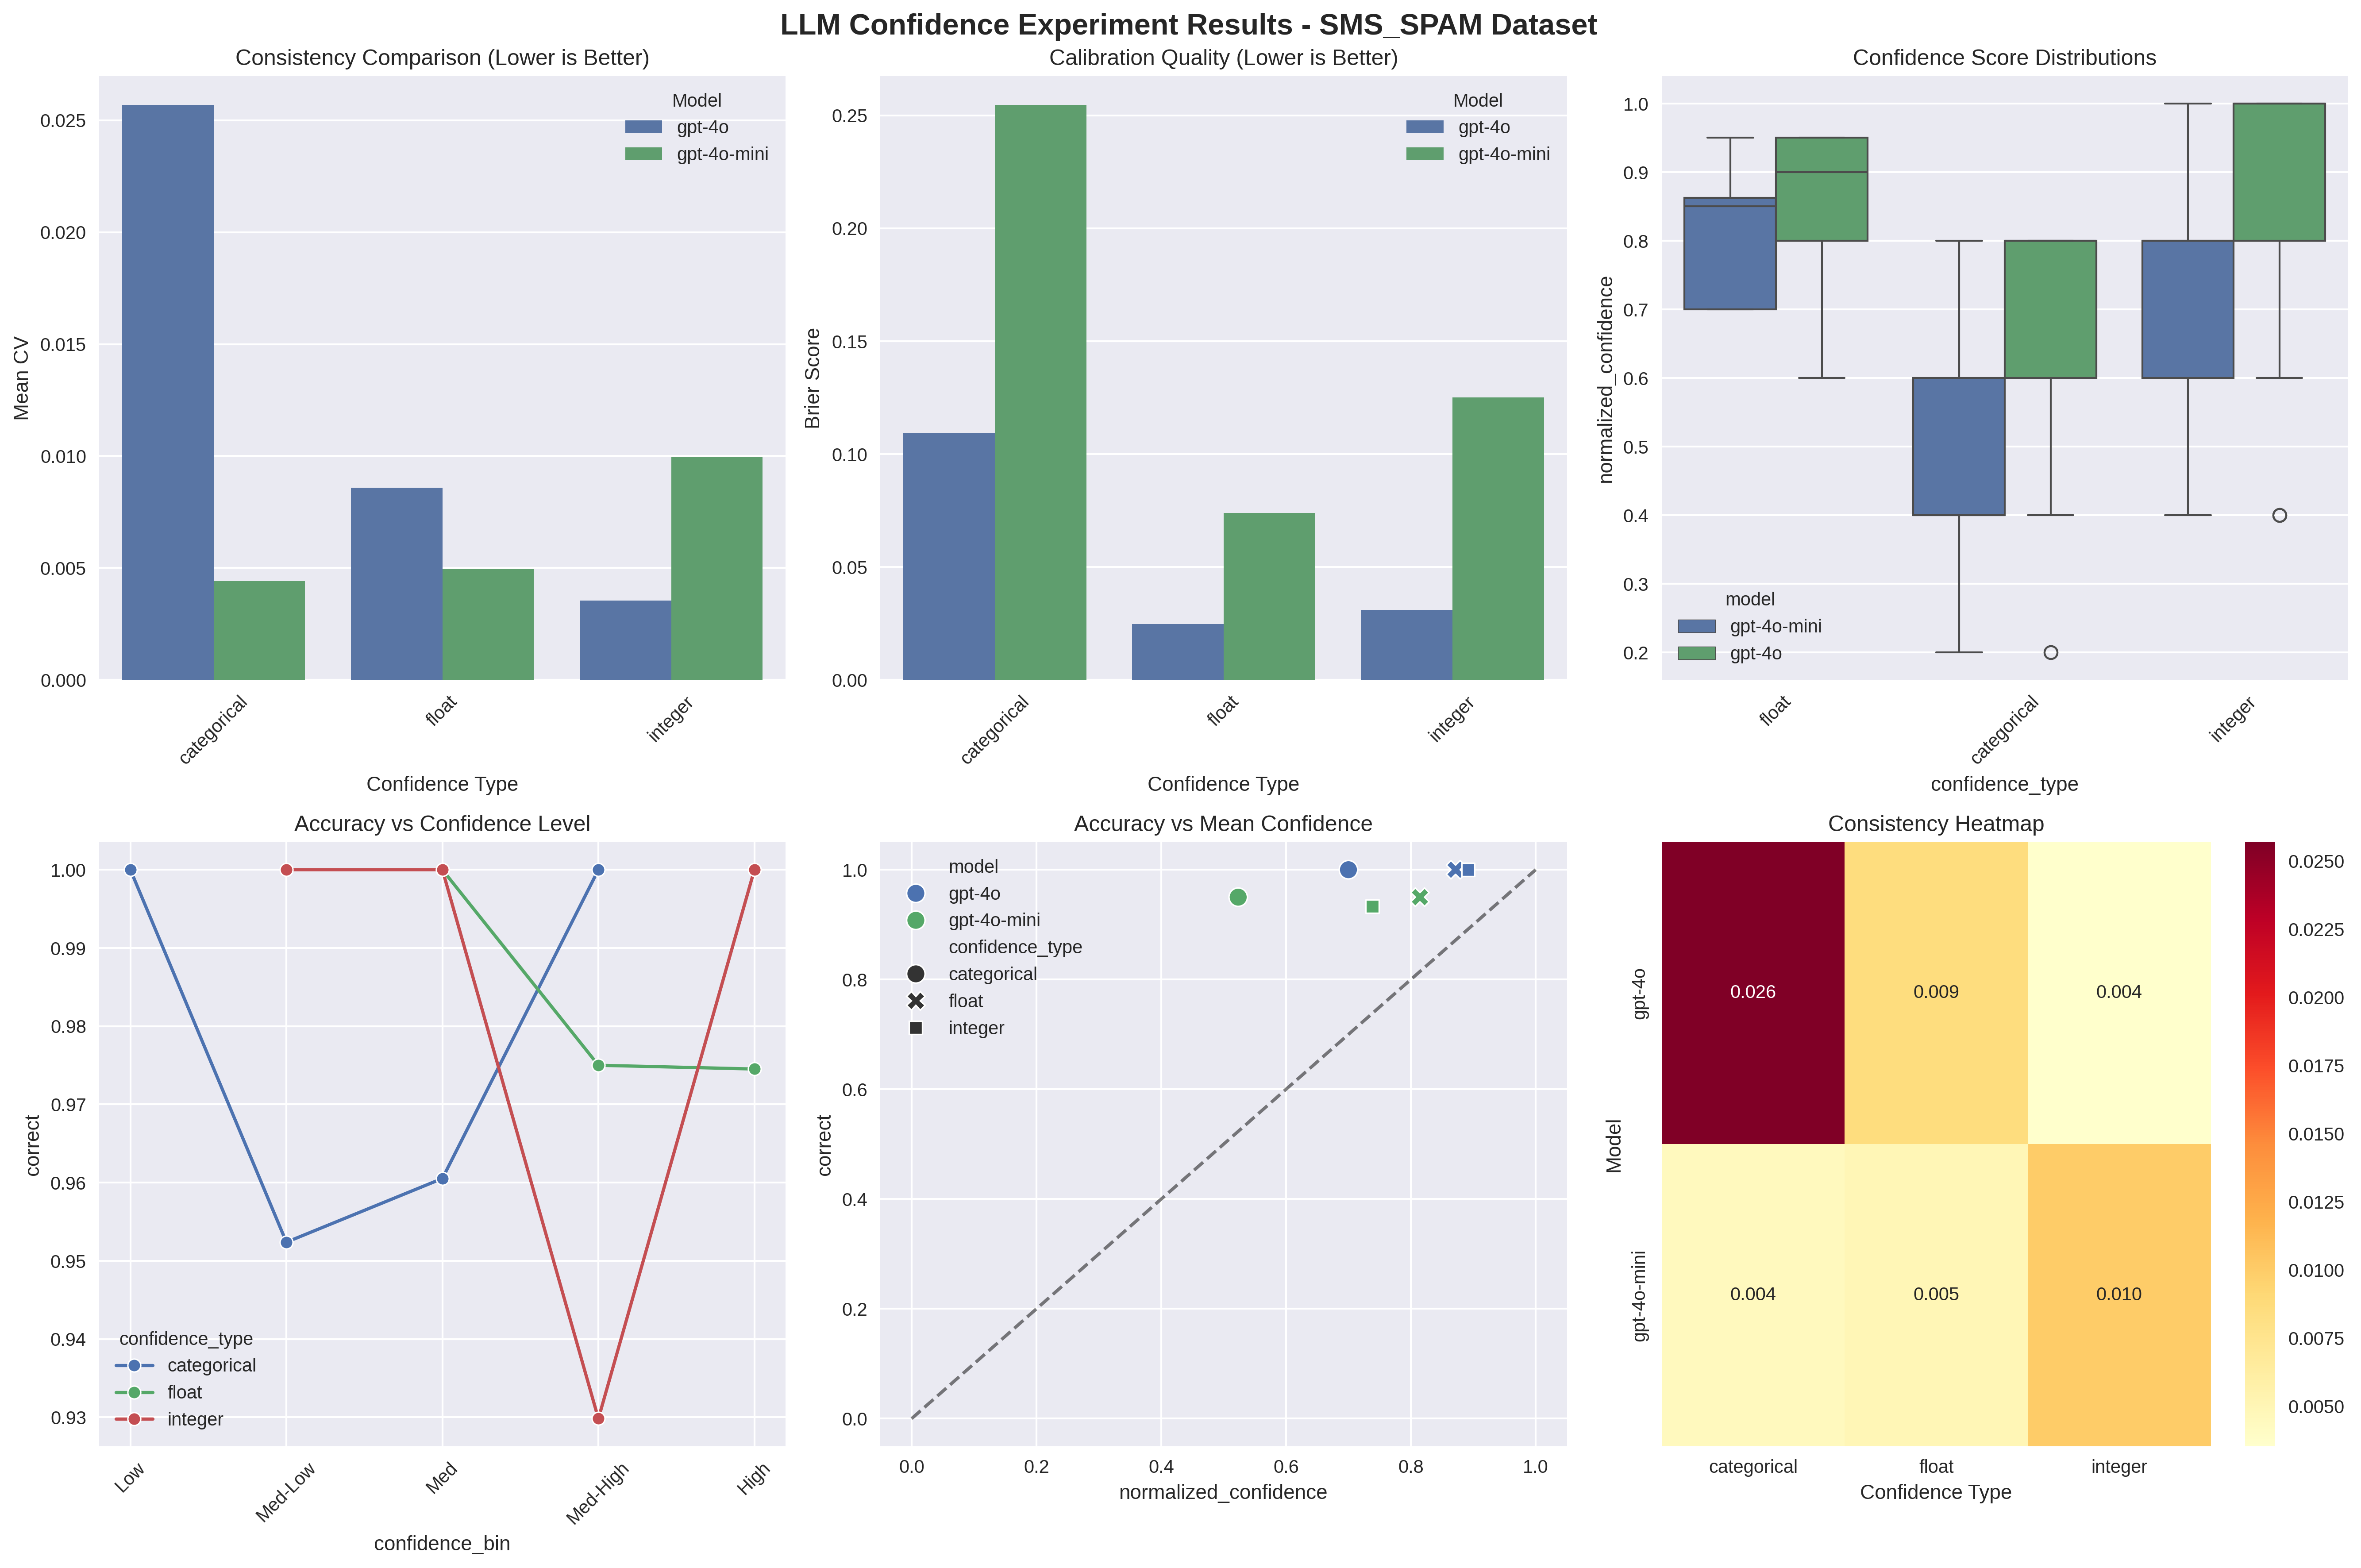 LLM Confidence Experiment Results - SMS_SPAM Dataset
Consistency Comparison (Lower is Better)
Mean CV
0.025
0.020
0.015
0.010
0.005
0.000
Model
gpt-4o
gpt-4o-mini
categorical
float
integer
Confidence Type
Calibration Quality (Lower is Better)
Brier Score
0.25
0.20
0.15
0.10
0.05
0.00
Model
gpt-4o
gpt-4o-mini
categorical
float
integer
Confidence Type
Confidence Score Distributions
normalized_confidence
1.0
0.9
0.8
0.7
0.6
0.5
0.4
0.3
0.2
model
gpt-4o-mini
gpt-4o
float
categorical
integer
confidence_type
Accuracy vs Confidence Level
correct
1.00
0.99
0.98
0.97
0.96
0.95
0.94
0.93
confidence_type
categorical
float
integer
Low
Med-Low
Med
Med-High
High
confidence_bin
Accuracy vs Mean Confidence
correct
1.0
0.8
0.6
0.4
0.2
0.0
model
gpt-4o
gpt-4o-mini
confidence_type
categorical
float
integer
0.0 0.2 0.4 0.6 0.8 1.0
normalized_confidence
Consistency Heatmap
Model
gpt-4o
gpt-4o-mini
0.026 0.009 0.004
0.004 0.005 0.010
categorical float integer
Confidence Type
0.0250
0.0225
0.0200
0.0175
0.0150
0.0125
0.0100
0.0075
0.0050